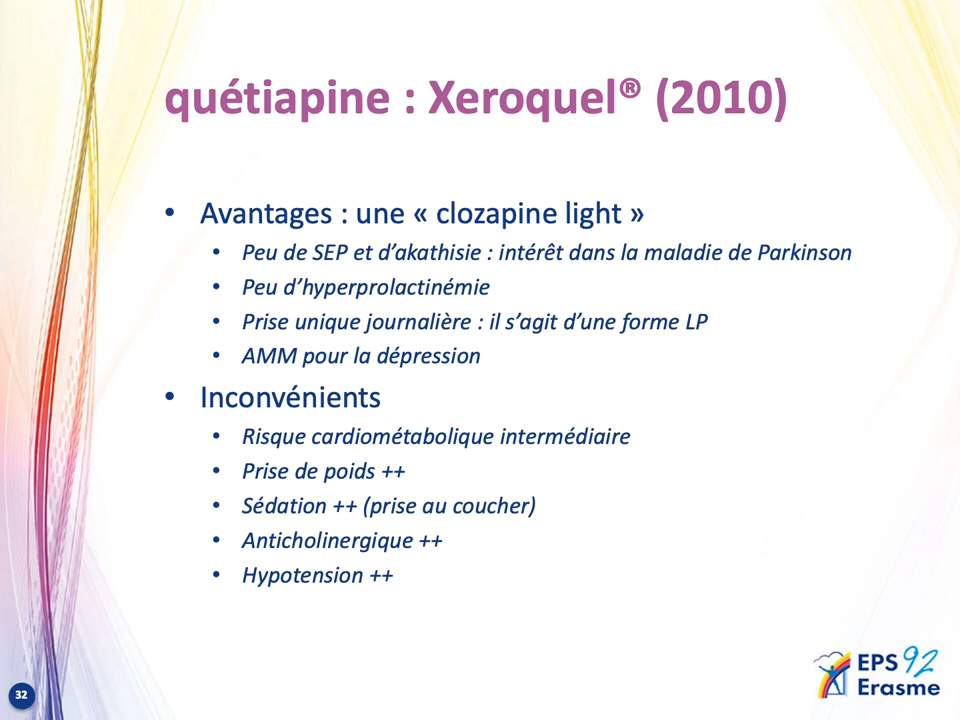 quétiapine : Xeroquel® (2010)
• Avantages : une « clozapine light »
• Peu de SEP et d’akathisie : intérêt dans la maladie de Parkinson
• Peu d’hyperprolactinémie
• Prise unique journalière : il s’agit d’une forme LP
• AMM pour la dépression
• Inconvénients
• Risque cardiométabolique intermédiaire
• Prise de poids ++
• Sédation ++ (prise au coucher)
• Anticholinergique ++
• Hypotension ++
32
EPS 92
Erasme